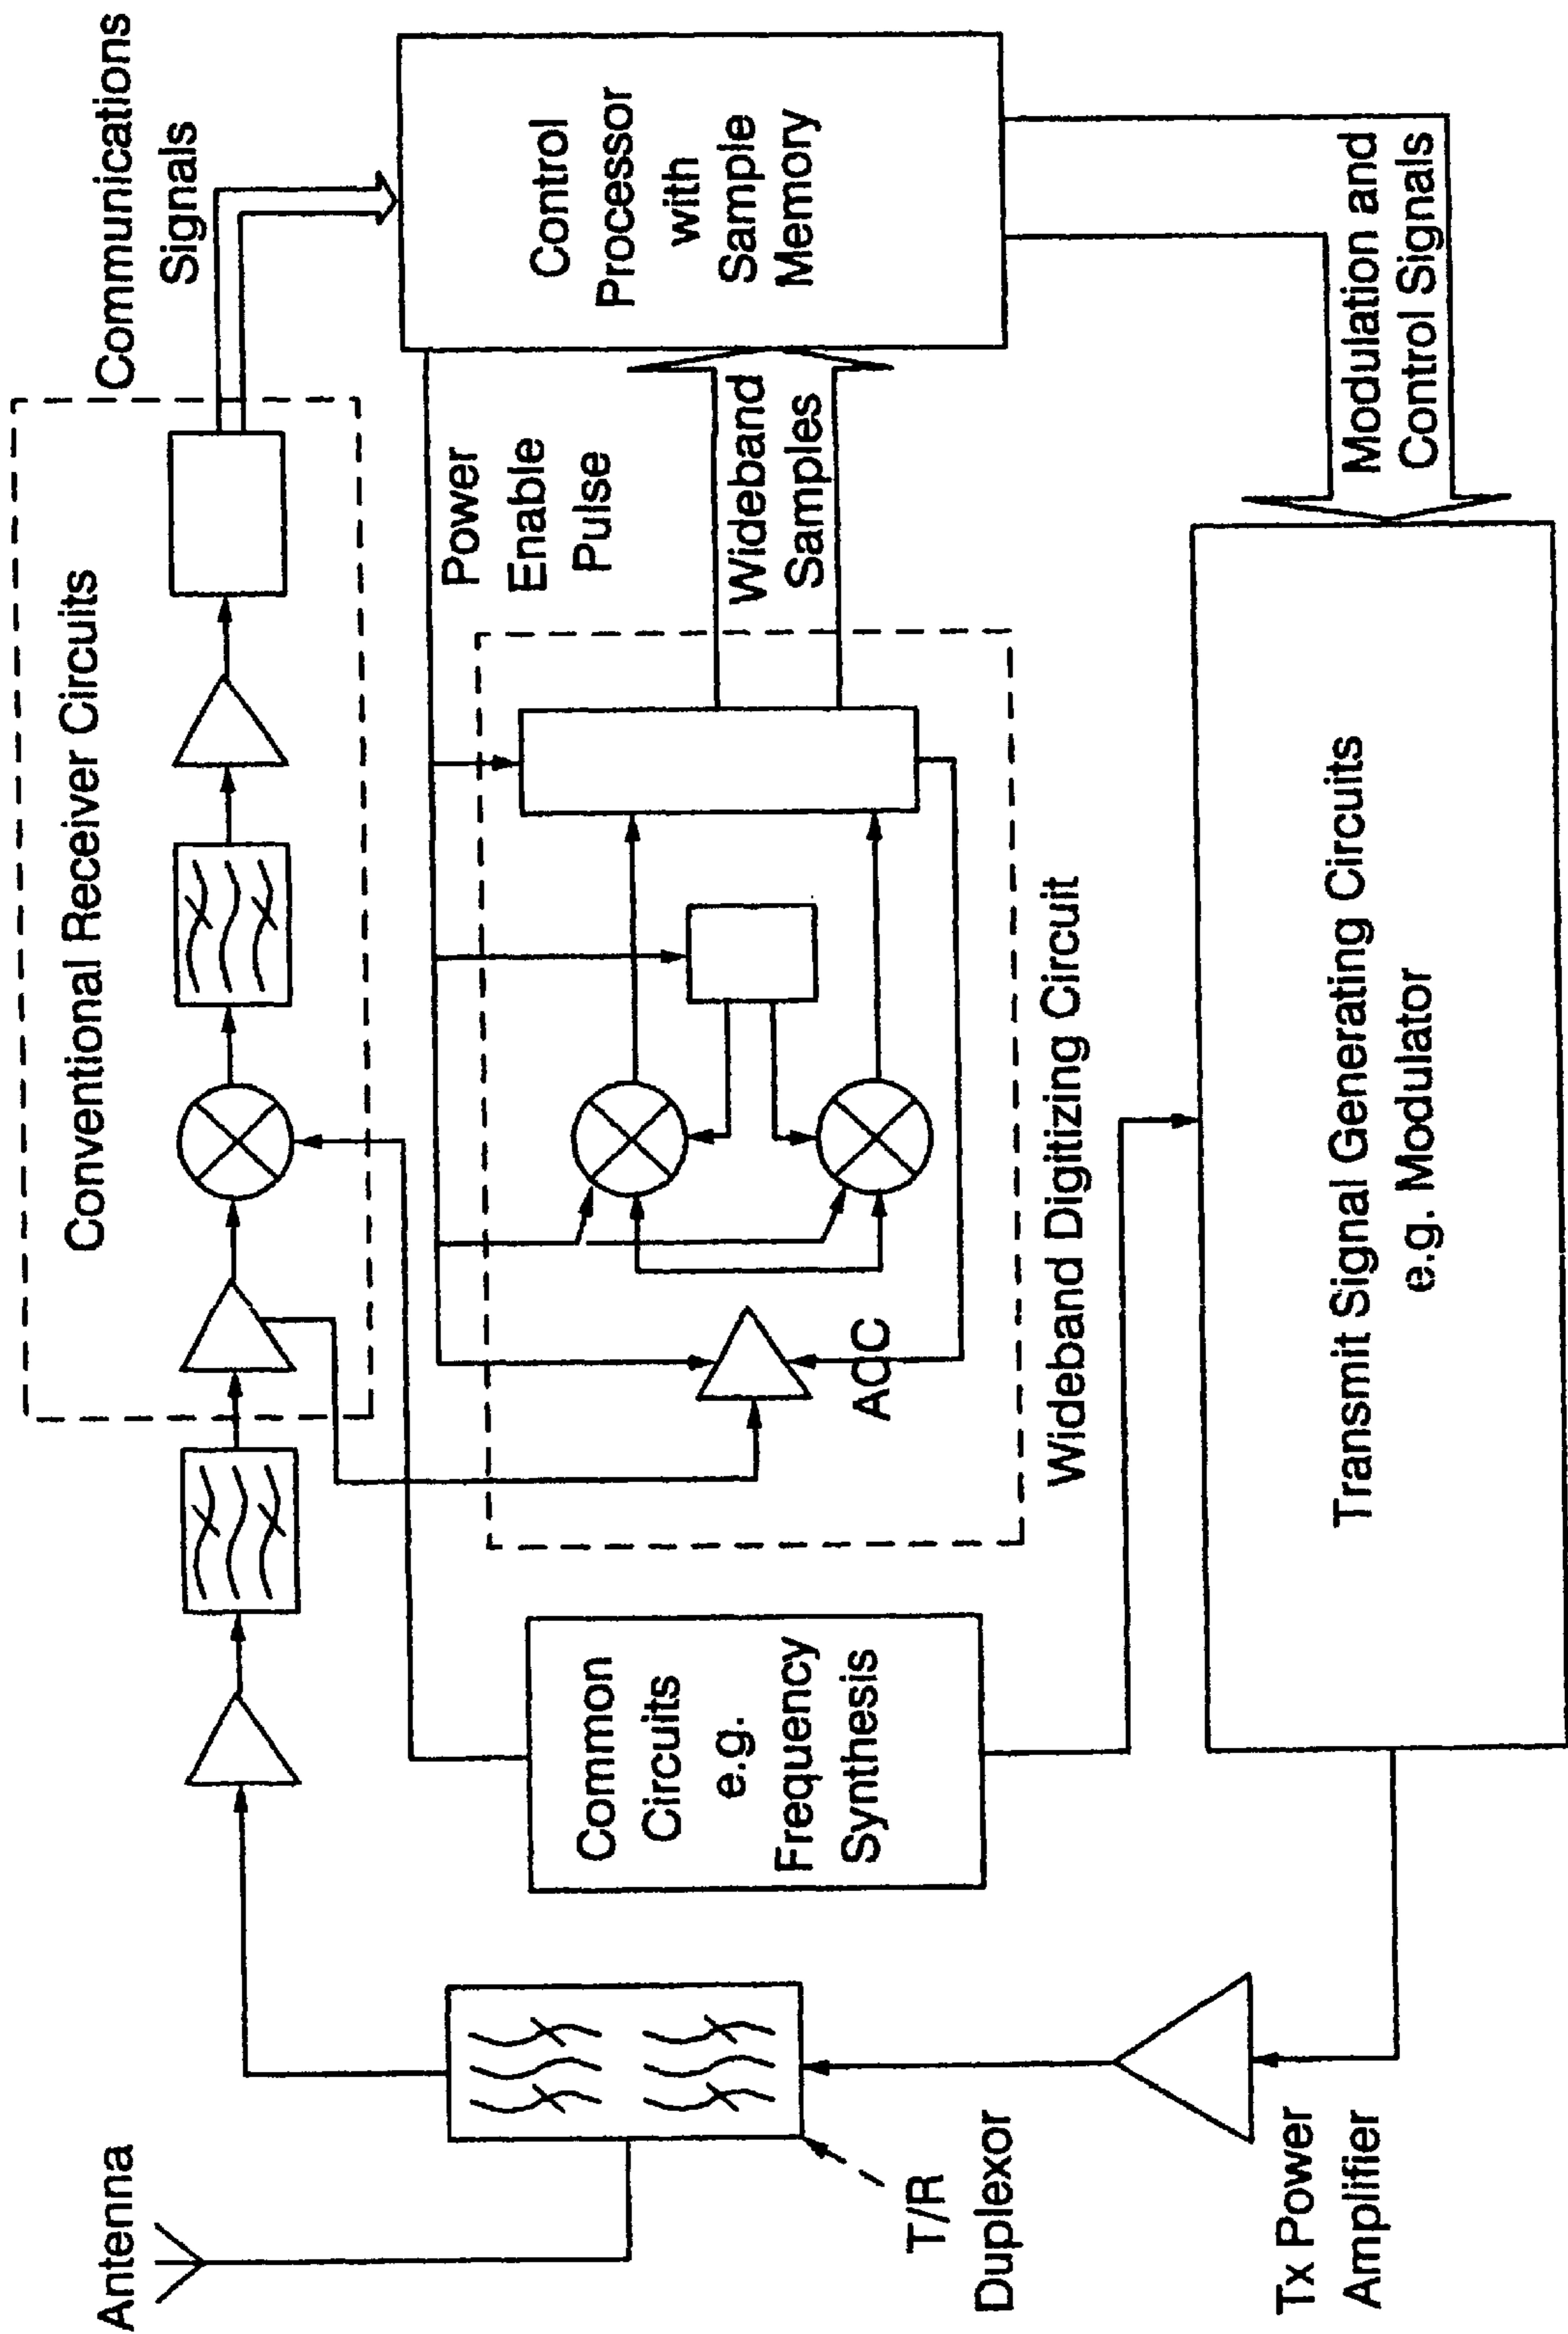 Antenna
Conventional Receiver Circuits
Communications
Signals
Power
Enable
Pulse
Control
Processor
with
Sample
Memory
Common
Circuits
e.g.
Frequency
Synthesis
Wideband
Samples
T/R
Duplexor
Wideband Digitizing Circuit
Tx Power
Amplifier
Transmit Signal Generating Circuits
e.g. Modulator
Modulation and
Control Signals